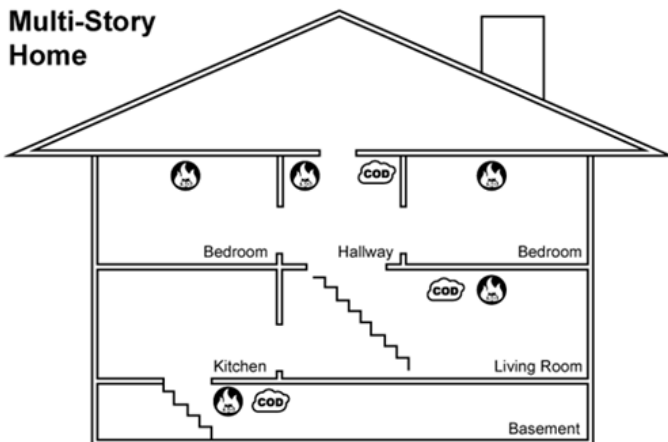 Multi-Story
Home
COD
Bedroom
Hallway
Bedroom
COD
Kitchen
Living Room
COD
Basement